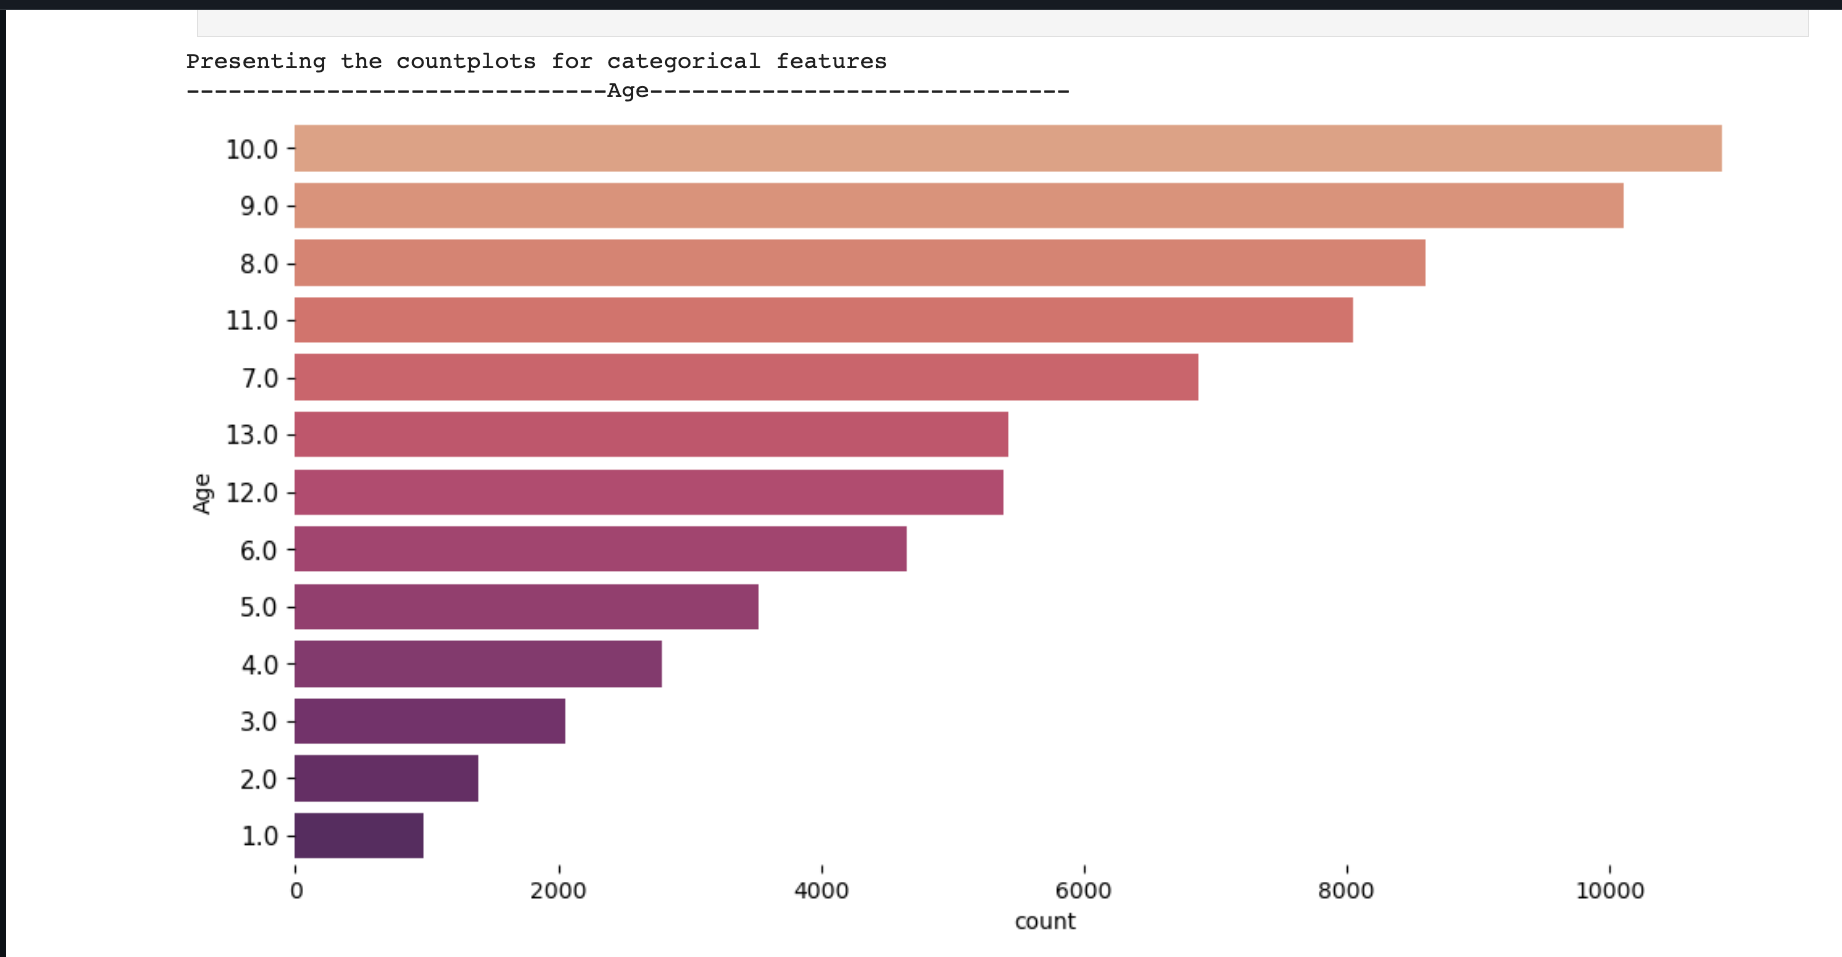 Presenting the countplots for categorical features
------------------------------Age------------------------------
10.0
9.0
8.0
11.0
7.0
13.0
12.0
6.0
5.0
4.0
3.0
2.0
1.0
Age
0 2000 4000 6000 8000 10000
count